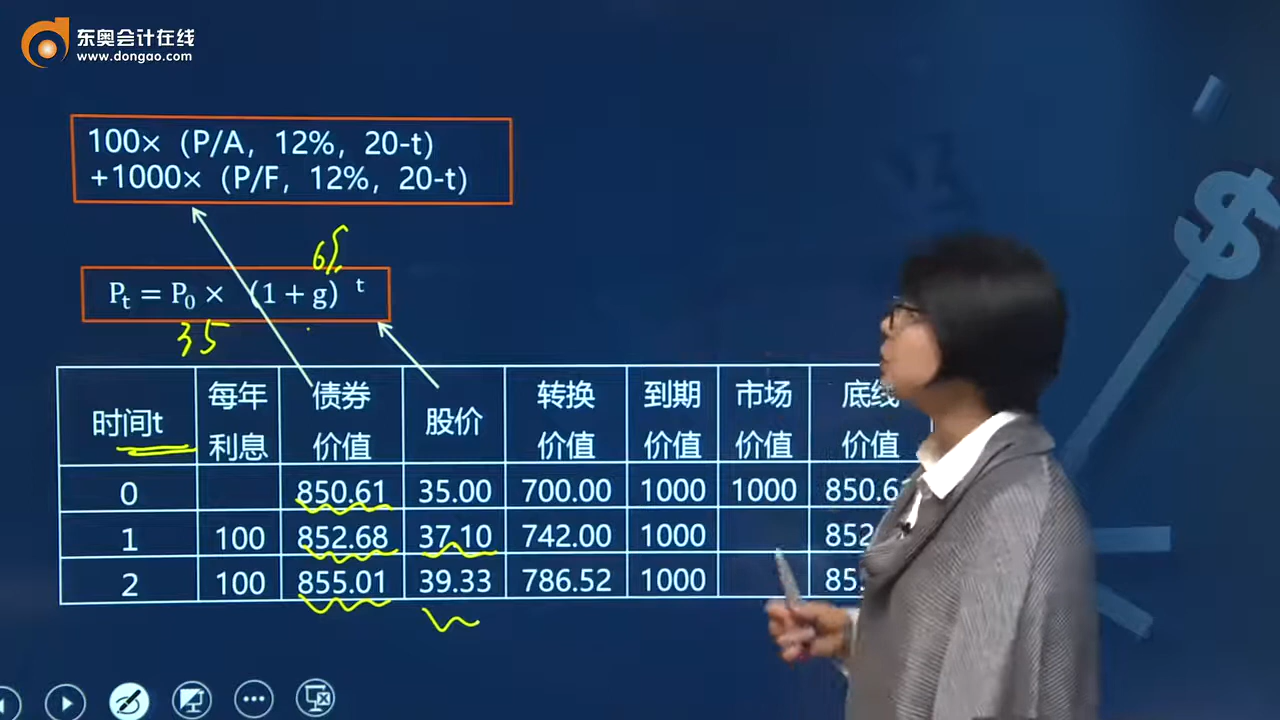 东奥会计在线
www.dongao.com
100×（P/A，12%，20-t）
+1000×（P/F，12%，20-t）
6%
Pt = P0 ×（1 + g）t
35
时间t 每年利息 债券价值 股价 转换价值 到期价值 市场价值 底线价值
0 850.61 35.00 700.00 1000 1000 850.61
1 100 852.68 37.10 742.00 1000 852
2 100 855.01 39.33 786.52 1000 85